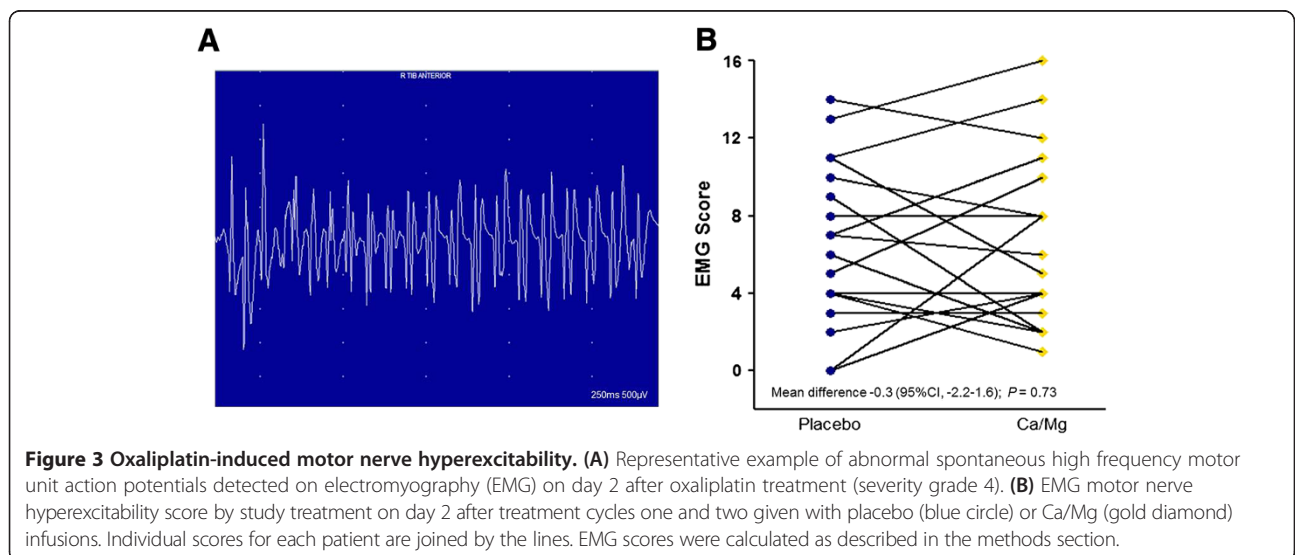 A
B
R TIB ANTERIOR
250ms 500µV
EMG Score
16
12
8
4
0
Mean difference -0.3 (95%CI, -2.2-1.6; P = 0.73
Placebo
Ca/Mg
Figure 3 Oxaliplatin-induced motor nerve hyperexcitability. (A) Representative example of abnormal spontaneous high frequency motor
unit action potentials detected on electromyography (EMG) on day 2 after oxaliplatin treatment (severity grade 4). (B) EMG motor nerve
hyperexcitability score by study treatment on day 2 after treatment cycles one and two given with placebo (blue circle) or Ca/Mg (gold diamond)
infusions. Individual scores for each patient are joined by the lines. EMG scores were calculated as described in the methods section.